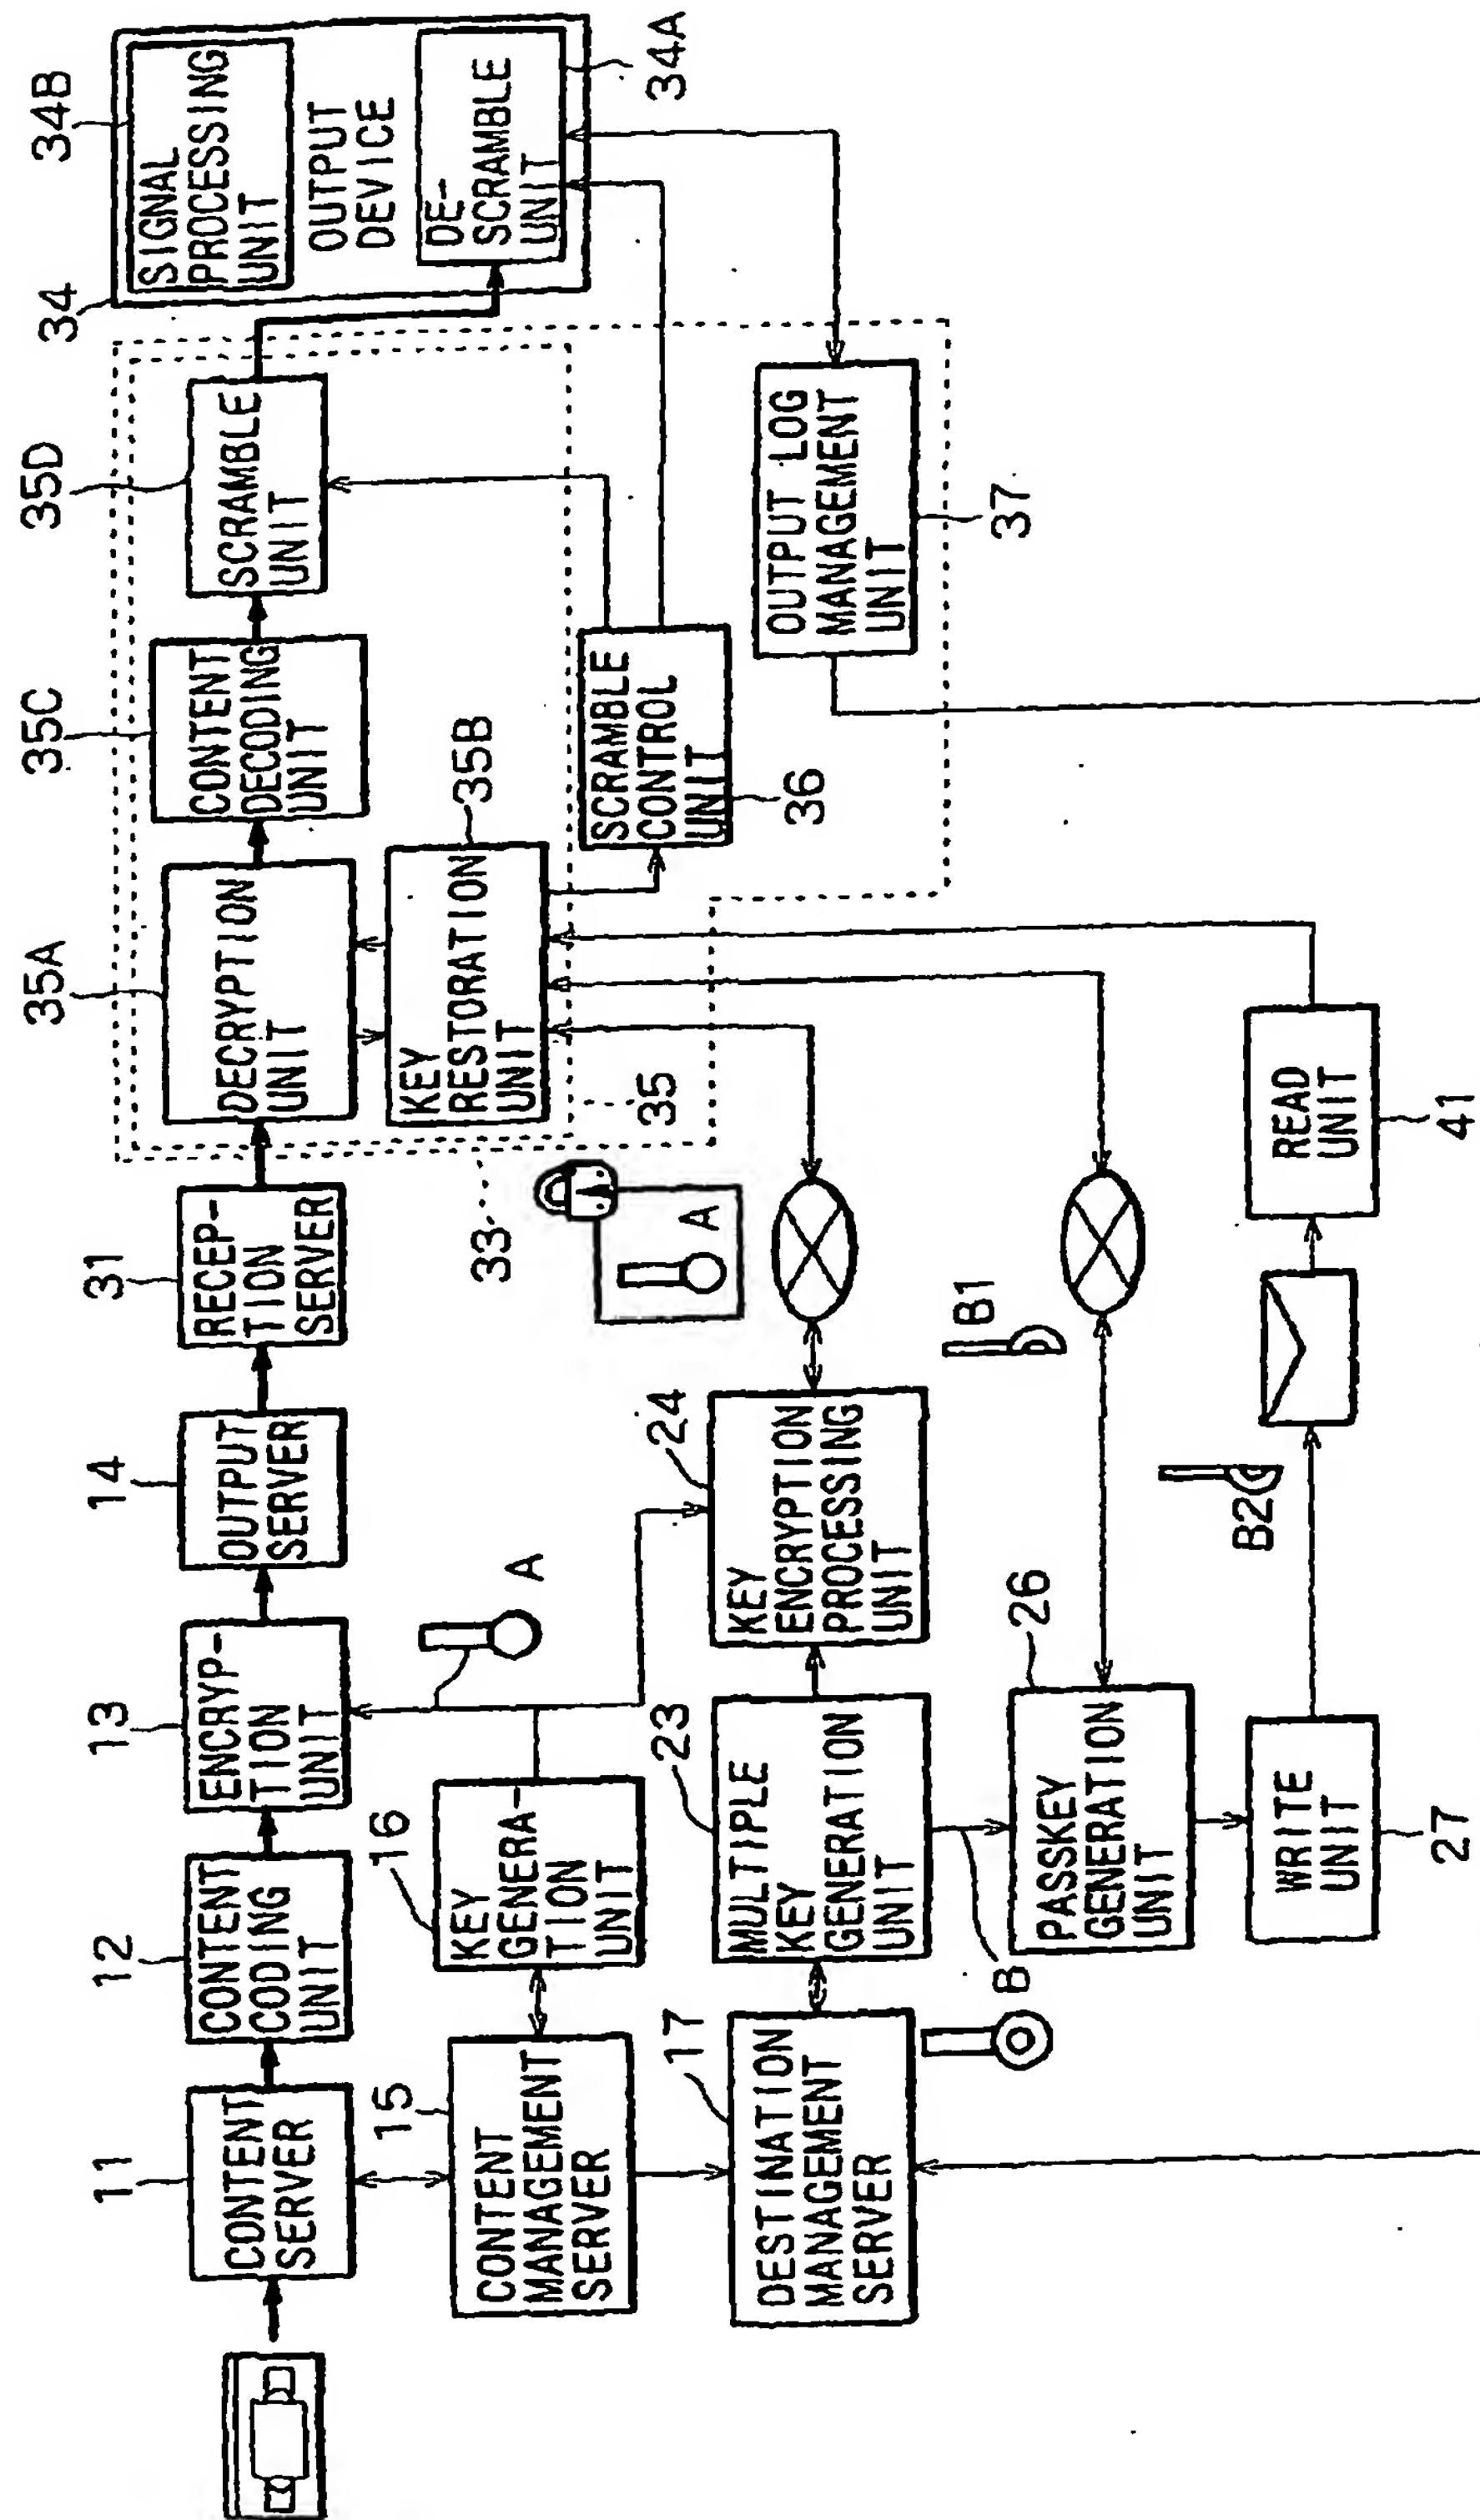 11
CONTENT
SERVER
12
CONTENT
CODING
UNIT
13
ENCRYP-
TION
UNIT
14
OUTPUT
SERVER
31
RECEP-
TION
SERVER
35A
DECRYPTION
UNIT
35C
CONTENT
DECODING
UNIT
35D
SCRAMBLE
UNIT
34
34B
SIGNAL
PROCESSING
UNIT
OUTPUT
DEVICE
DE-
SCRAMBLE
UNIT
34A
15
CONTENT
MANAGEMENT
SERVER
16
KEY
GENERA-
TION
UNIT
A
33
A
35
KEY
RESTORATION
UNIT
35B
SCRAMBLE
CONTROL
UNIT
36
OUTPUT LOG
MANAGEMENT
UNIT
37
17
DESTINATION
MANAGEMENT
SERVER
23
MULTIPLE
KEY
GENERATION
UNIT
24
KEY
ENCRYPTION
PROCESSING
UNIT
B
26
PASSKEY
GENERATION
UNIT
B1
27
WRITE
UNIT
B2
READ
UNIT
41